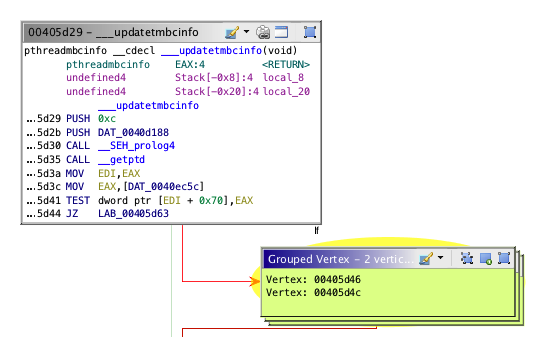 00405d29 – ___updatetmbcinfo
pthreadmbcinfo __cdecl ___updatetmbcinfo(void)
pthreadmbcinfo EAX:4 <RETURN>
undefined4 Stack[-0x8]:4 local_8
undefined4 Stack[-0x20]:4 local_20
___updatetmbcinfo
...5d29 PUSH 0xc
...5d2b PUSH DAT_0040d188
...5d30 CALL __SEH_prolog4
...5d35 CALL __getptd
...5d3a MOV EDI,EAX
...5d3c MOV EAX,[DAT_0040ec5c]
...5d41 TEST dword ptr [EDI + 0x70],EAX
...5d44 JZ LAB_00405d63
If
Grouped Vertex – 2 vertic...
Vertex: 00405d46
Vertex: 00405d4c